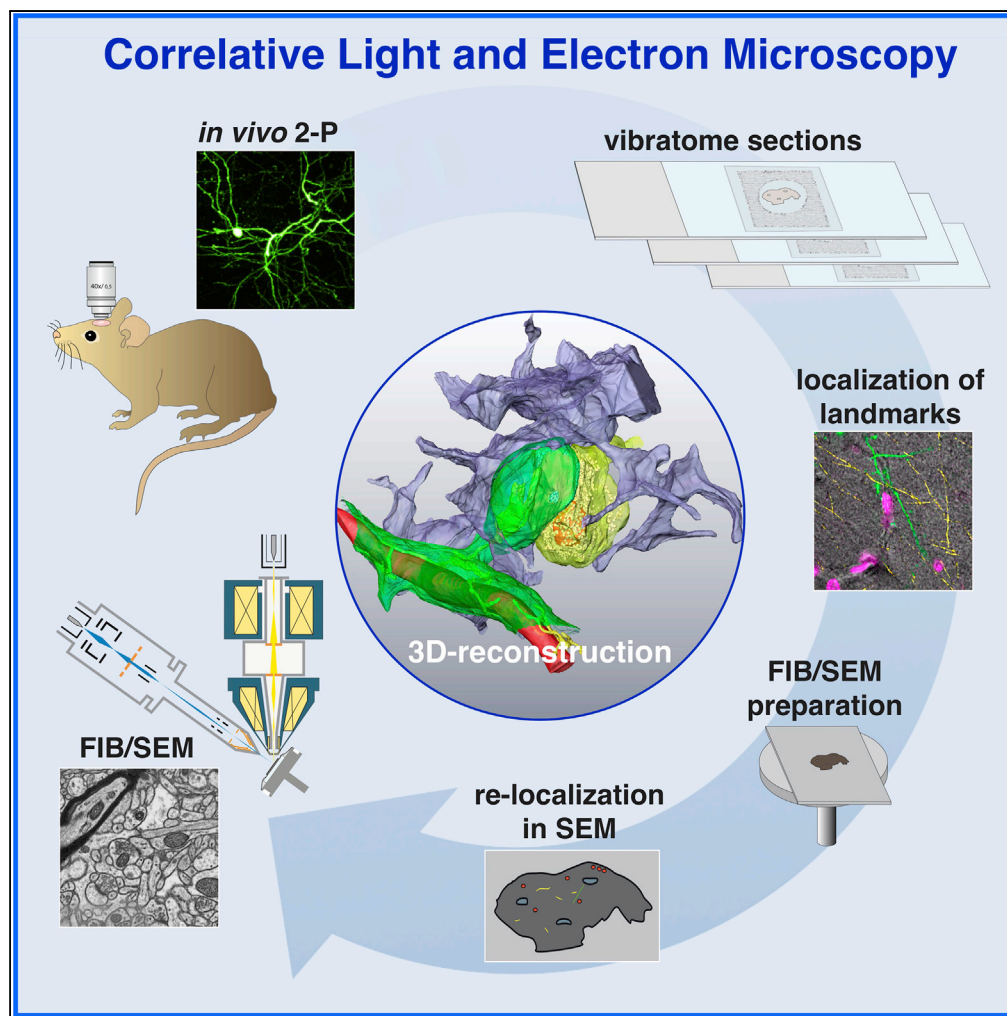 Correlative Light and Electron Microscopy
in vivo 2-P
vibratome sections
40x/ 0,5
localization of
landmarks
3D-reconstruction
FIB/SEM
preparation
FIB/SEM
re-localization
in SEM